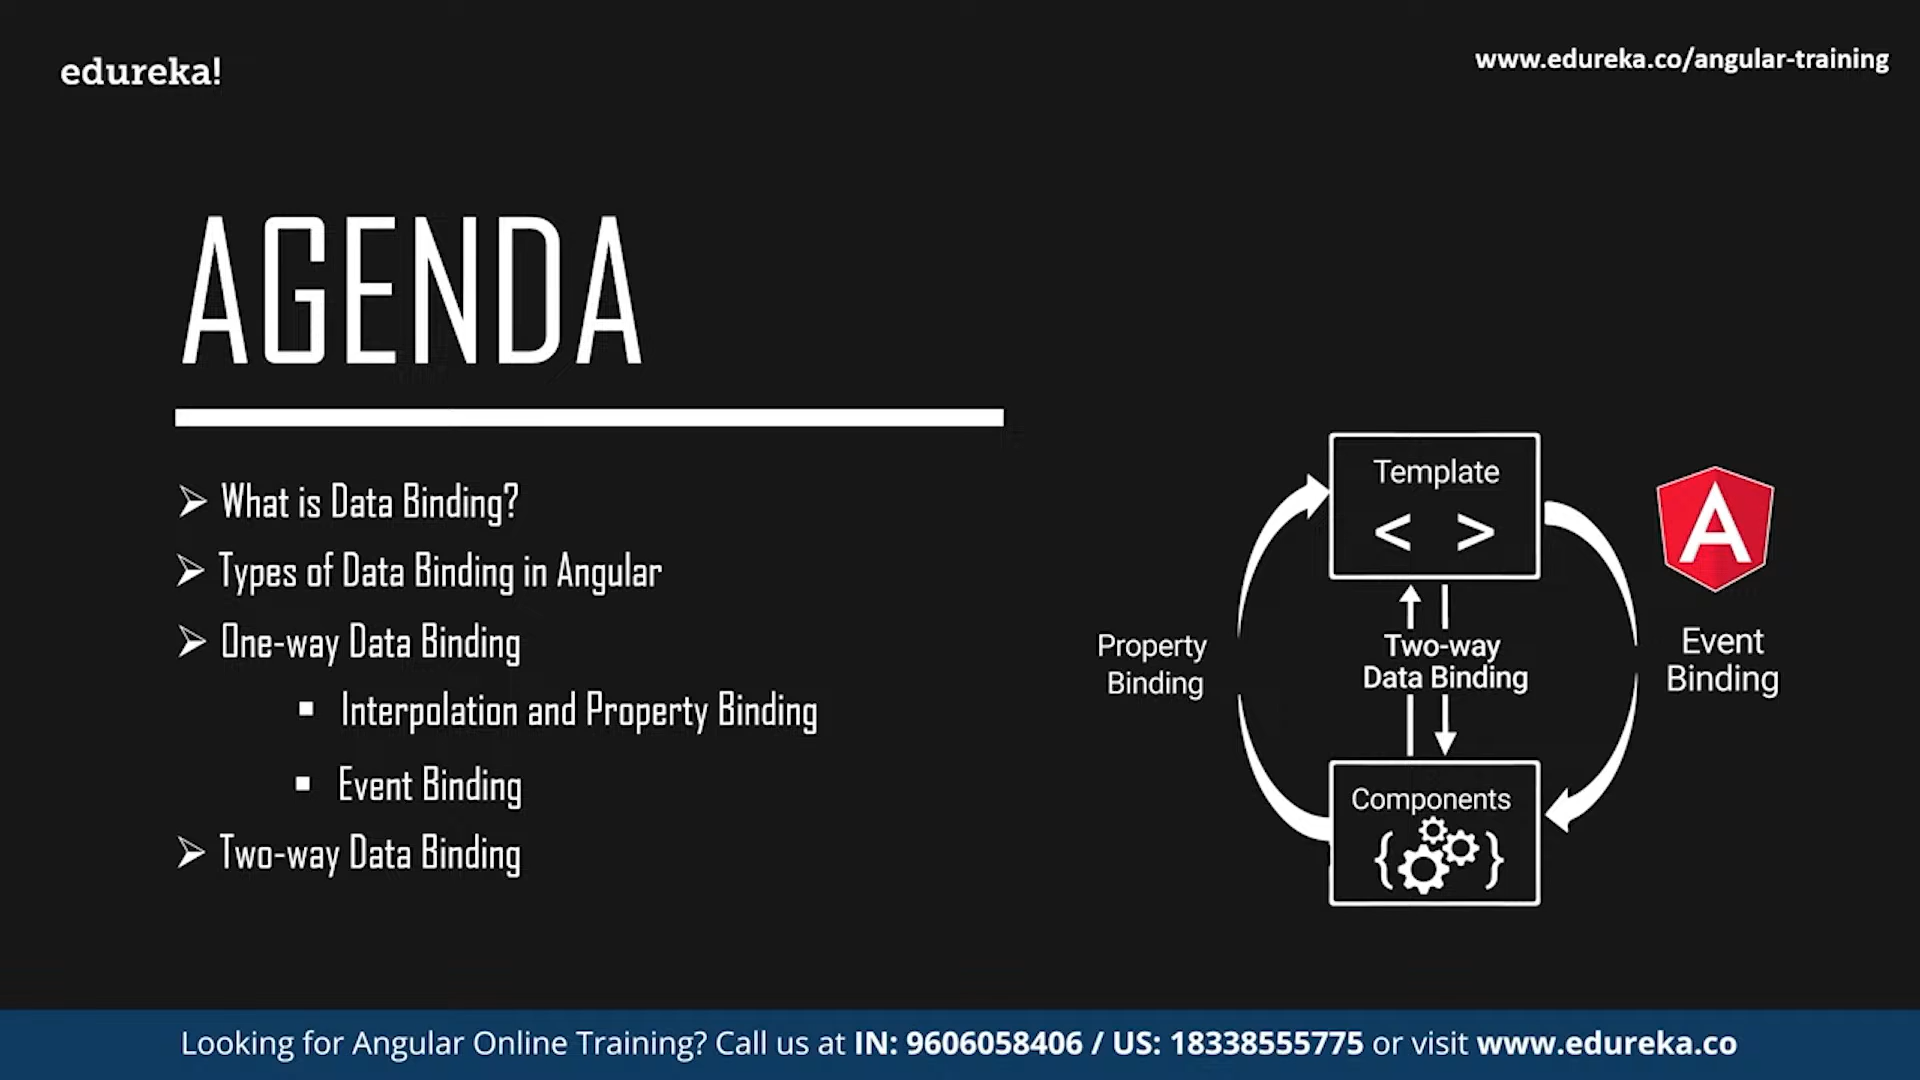 edureka!
www.edureka.co/angular-training
AGENDA
➢ What is Data Binding?
➢ Types of Data Binding in Angular
➢ One-way Data Binding
▪ Interpolation and Property Binding
▪ Event Binding
➢ Two-way Data Binding
Template
< >
Property
Binding
Two-way
Data Binding
A
Event
Binding
Components
{ }
Looking for Angular Online Training? Call us at IN: 9606058406 / US: 18338555775 or visit www.edureka.co